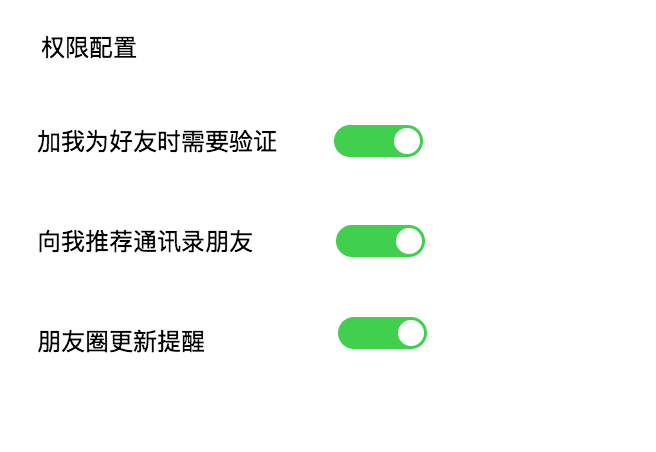 权限配置
加我为好友时需要验证
向我推荐通讯录朋友
朋友圈更新提醒